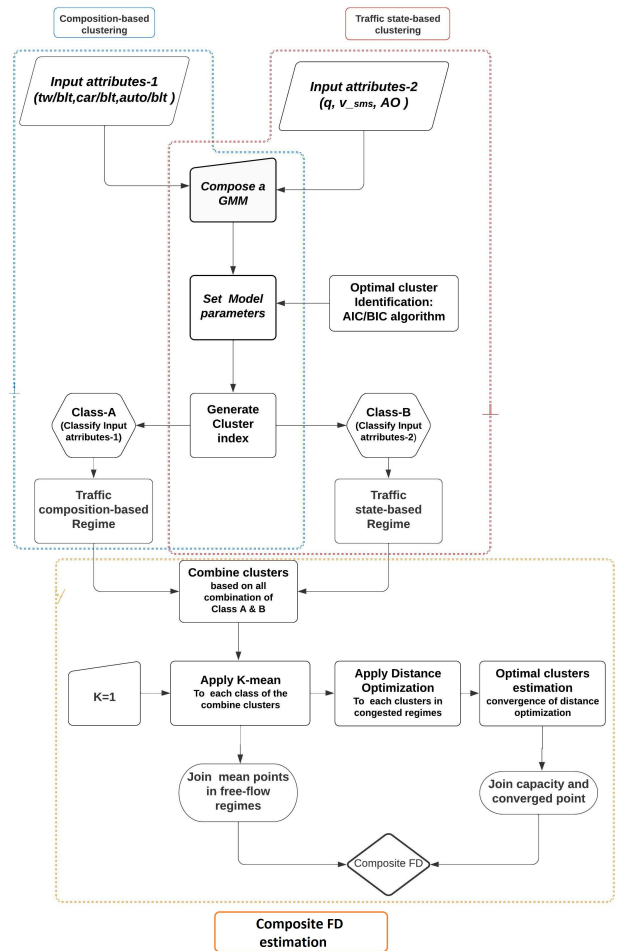 Composition-based
clustering
Traffic state-based
clustering
Input attributes-1
(tw/blt,car/blt,auto/blt )
Input attributes-2
(q, v_sms, AO )
Compose a
GMM
Set Model
parameters
Optimal cluster
Identification:
AIC/BIC algorithm
Class-A
(Classify Input
atrributes-1)
Generate
Cluster
index
Class-B
(Classify Input
atrributes-2)
Traffic
composition-based
Regime
Traffic
state-based
Regime
Combine clusters
based on all
combination of
Class A & B
K=1
Apply K-mean
To each class of the
combine clusters
Apply Distance
Optimization
To each clusters in
congested regimes
Optimal clusters
estimation
convergence of distance
optimization
Join mean points
in free-flow
regimes
Join capacity and
converged point
Composite FD
Composite FD
estimation